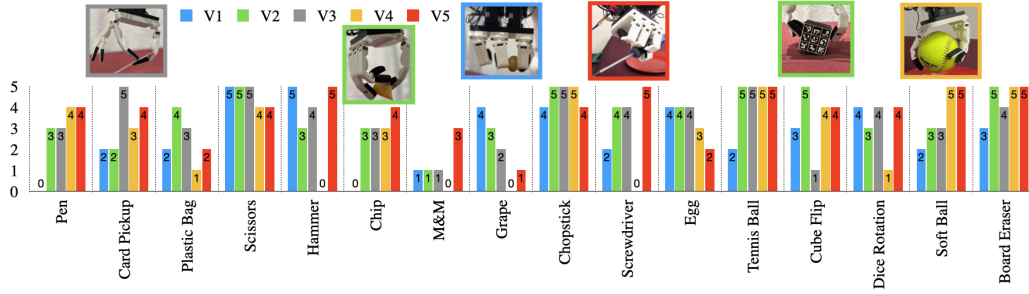 V1 V2 V3 V4 V5
5
4
3
2
1
0
0 3 3 4 4
2 2 5 3 4
2 4 3 1 2
5 5 5 4 4
5 3 4 0 5
0 3 3 3 4
1 1 1 0 3
4 3 2 0 1
4 5 5 5 4
2 4 5 0 5
4 4 4 3 2
2 5 5 5 5
3 5 1 4 4
4 3 4 1 4
2 3 3 5 5
3 5 4 5 5
Pen
Card Pickup
Plastic Bag
Scissors
Hammer
Chip
M&M
Grape
Chopstick
Screwdriver
Egg
Tennis Ball
Cube Flip
Dice Rotation
Soft Ball
Board Eraser